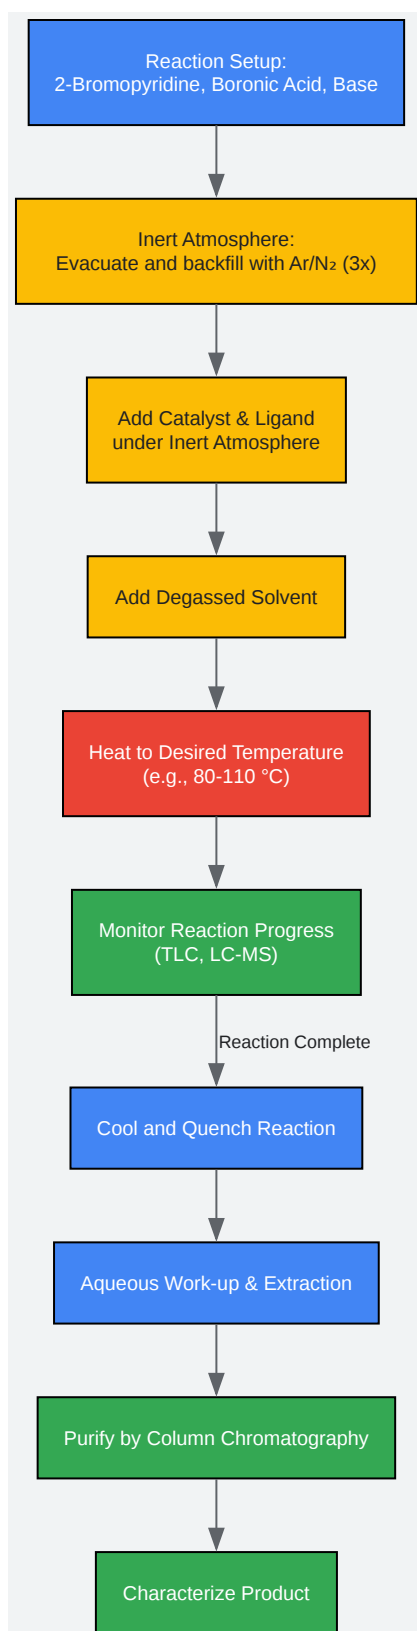 Reaction Setup:
2-Bromopyridine, Boronic Acid, Base
Inert Atmosphere:
Evacuate and backfill with Ar/N₂ (3x)
Add Catalyst & Ligand
under Inert Atmosphere
Add Degassed Solvent
Heat to Desired Temperature
(e.g., 80-110 °C)
Monitor Reaction Progress
(TLC, LC-MS)
Reaction Complete
Cool and Quench Reaction
Aqueous Work-up & Extraction
Purify by Column Chromatography
Characterize Product